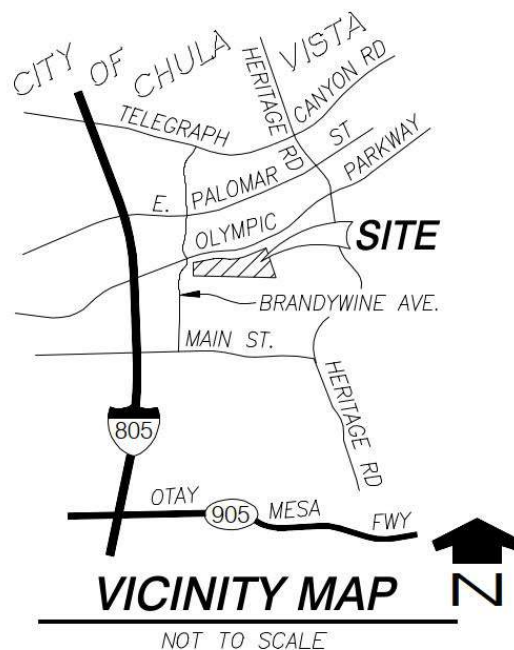 CITY OF CHULA VISTA
TELEGRAPH CANYON RD
HERITAGE RD
E. PALOMAR ST
OLYMPIC PARKWAY
SITE
BRANDYWINE AVE.
MAIN ST.
HERITAGE RD
805
OTAY MESA FWY
905
N
VICINITY MAP
NOT TO SCALE